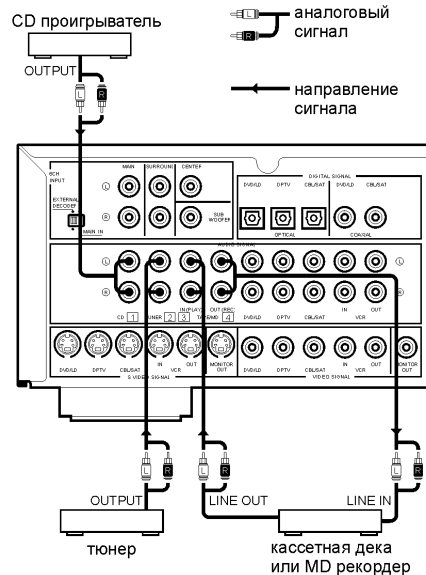 CD проигрыватель
аналоговый
сигнал
OUTPUT
L R
L
R
направление
сигнала
6CH
INPUT
MAIN
SURROUND
CENTER
DIGITAL SIGNAL
DVD/LD DPTV CBL/SAT DVD/LD CBL/SAT
L
EXTERNAL
DECODER
R
SUB
WOOFER
MAIN IN
OPTICAL
COAXIAL
AUDIO SIGNAL
L
L
R
R
IN(PLAY) OUT(REC) IN OUT
CD 1 TUNER 2 3 TAPE/MD 4 DVD/LD DPTV CBL/SAT VCR
DVD/LD DPTV CBL/SAT IN OUT MONITOR
OUT
VCR
S VIDEO SIGNAL
DVD/LD DPTV CBL/SAT IN OUT MONITOR
OUT
VCR
VIDEO SIGNAL
L R
L R
L R
OUTPUT
LINE OUT
LINE IN
тюнер
кассетная дека
или MD рекордер